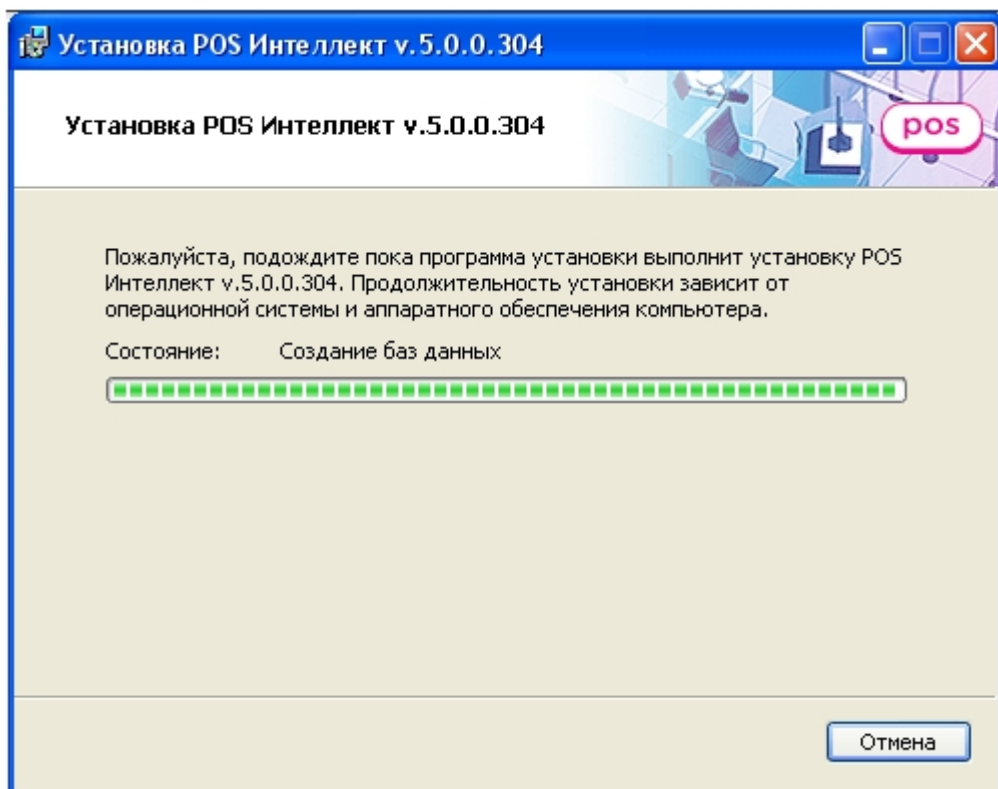 Установка POS Интеллект v.5.0.0.304
Установка POS Интеллект v.5.0.0.304
pos
Пожалуйста, подождите пока программа установки выполнит установку POS
Интеллект v.5.0.0.304. Продолжительность установки зависит от
операционной системы и аппаратного обеспечения компьютера.
Состояние: Создание баз данных
Отмена